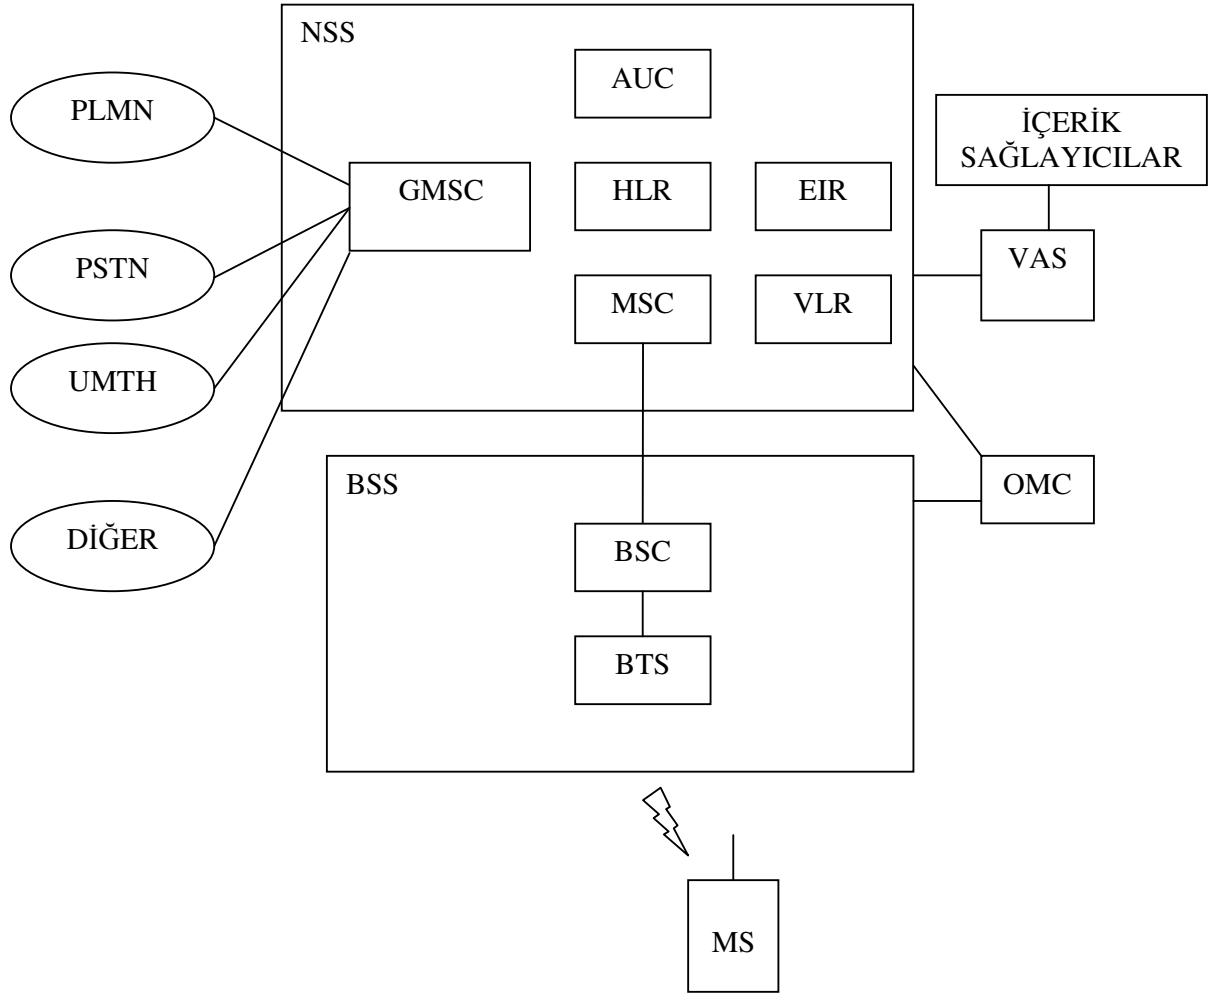 NSS
AUC
PLMN
İÇERİK
SAĞLAYICILAR
GMSC
HLR
EIR
PSTN
VAS
MSC
VLR
UMTH
BSS
OMC
DİĞER
BSC
BTS
MS